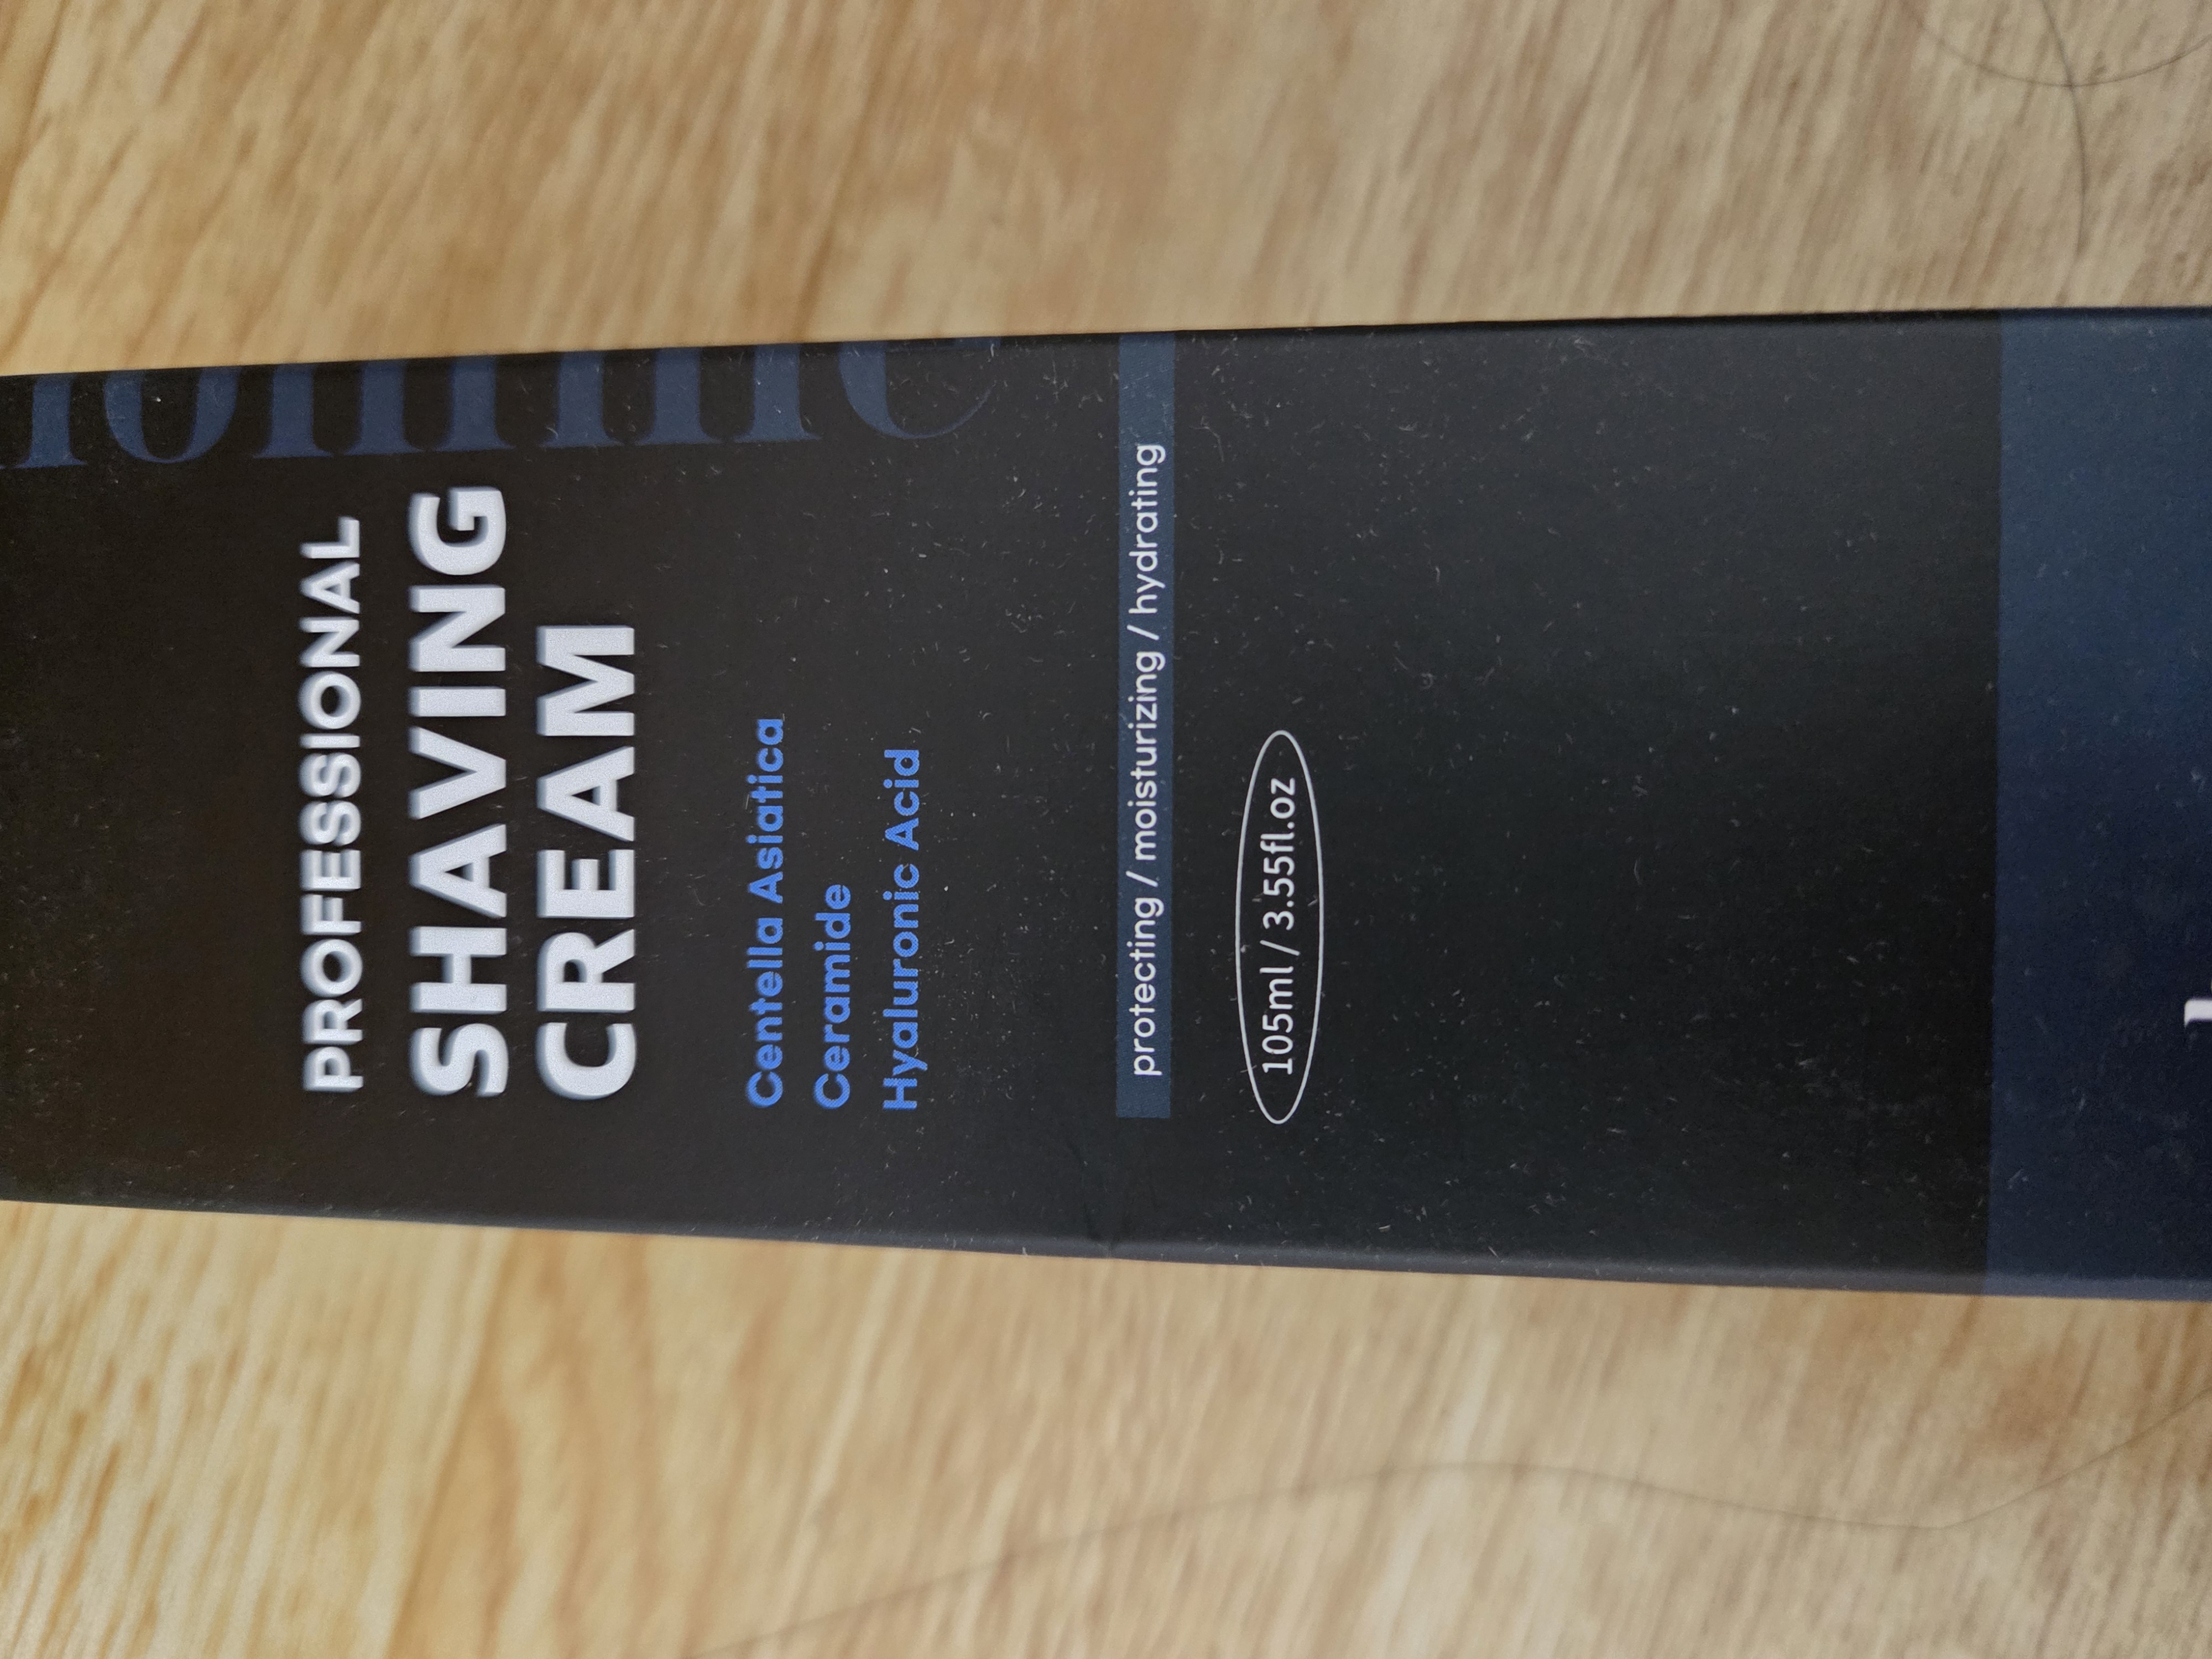 PROFESSIONAL
SHAVING
CREAM
Centella Asiatica
Ceramide
Hyaluronic Acid
protecting / moisturizing / hydrating
105ml / 3.55fl.oz